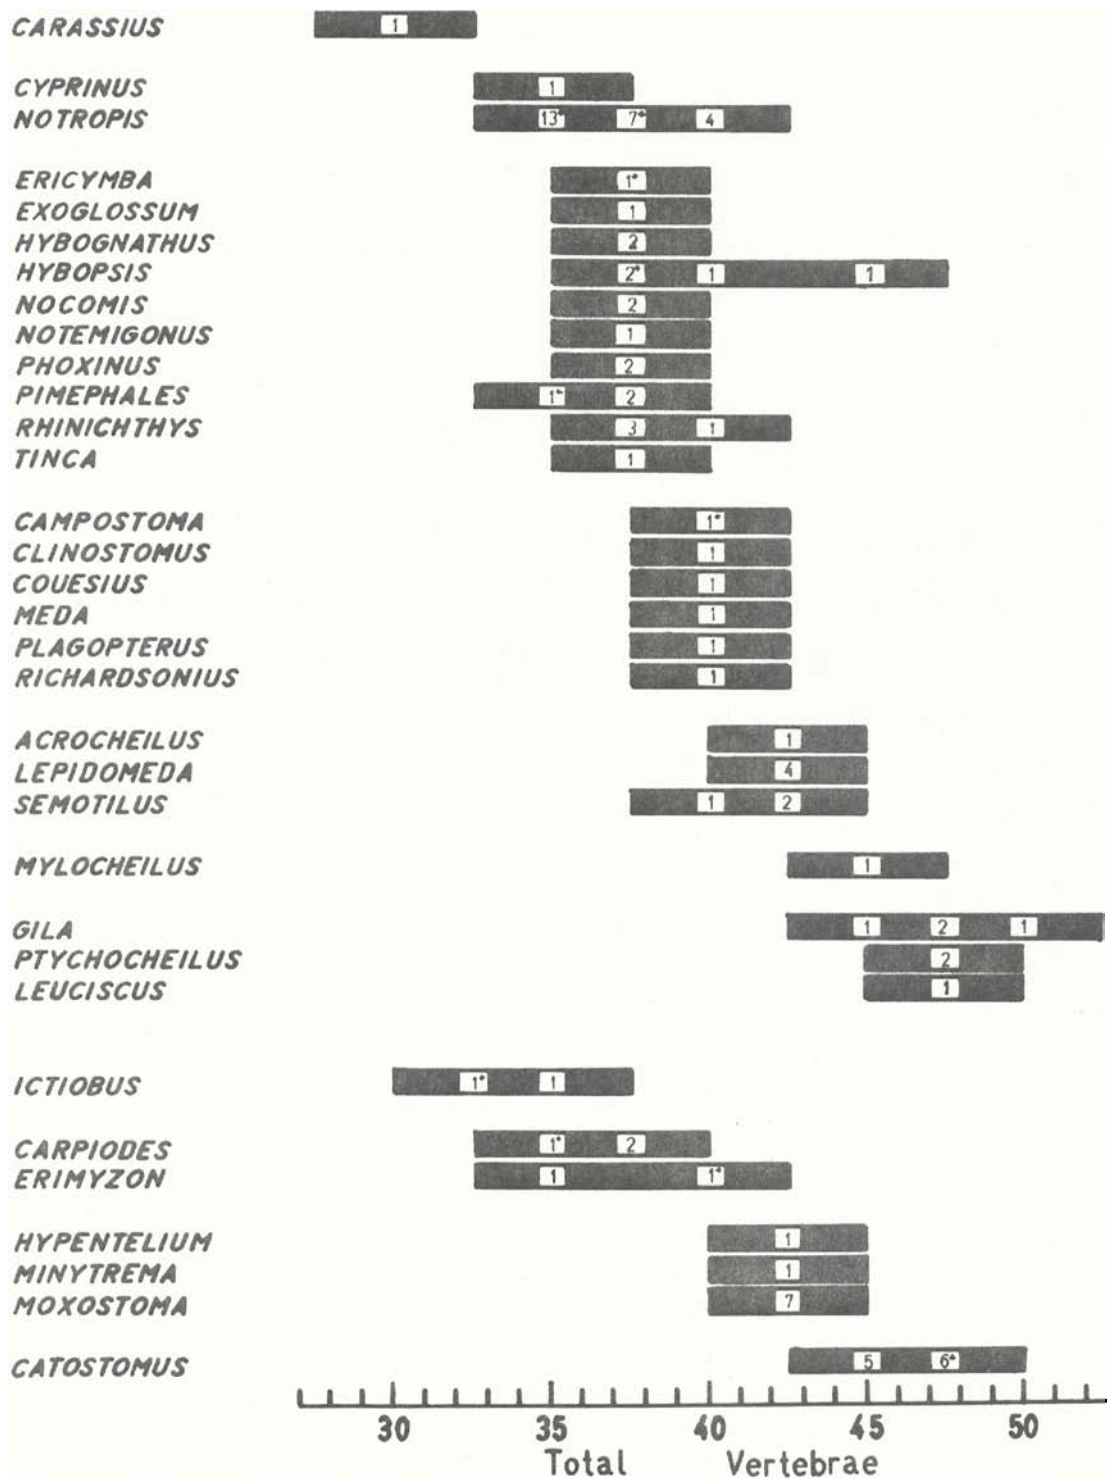 CARASSIUS 1
CYPRINUS 1
NOTROPIS 13* 7* 4
ERICYMBA 1*
EXOGLOSSUM 1
HYBOGNATHUS 2
HYBOPSIS 2* 1 1
NOCOMIS 2
NOTEMIGONUS 1
PHOXINUS 2
PIMEPHALES 1* 2
RHINICHTHYS 3 1
TINCA 1
CAMPOSTOMA 1*
CLINOSTOMUS 1
COUESIUS 1
MEDA 1
PLAGOPTERUS 1
RICHARDSONIUS 1
ACROCHEILUS 1
LEPIDOMEDA 4
SEMOTILUS 1 2
MYLOCHEILUS 1
GILA 1 2 1
PTYCHOCHEILUS 2
LEUCISCUS 1
ICTIOBUS 1* 1
CARPIODES 1* 2
ERIMYZON 1 1*
HYPENTELIUM 1
MINYTREMA 1
MOXOSTOMA 7
CATOSTOMUS 5 6*
30 35 40 45 50
Total Vertebrae